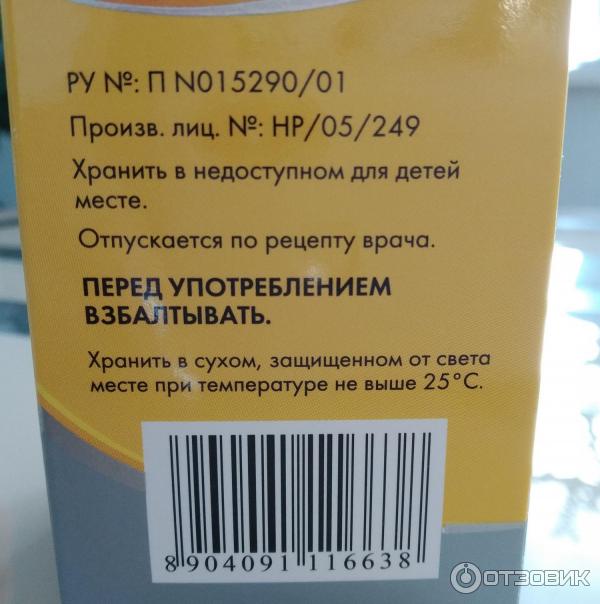 РУ №: П N015290/01
Произв. лиц. №: HP/05/249
Хранить в недоступном для детей
месте.
Отпускается по рецепту врача.
ПЕРЕД УПОТРЕБЛЕНИЕМ
ВЗБАЛТЫВАТЬ.
Хранить в сухом, защищенном от света
месте при температуре не выше 25°C.
8 904091 116638
ОТЗОВИК